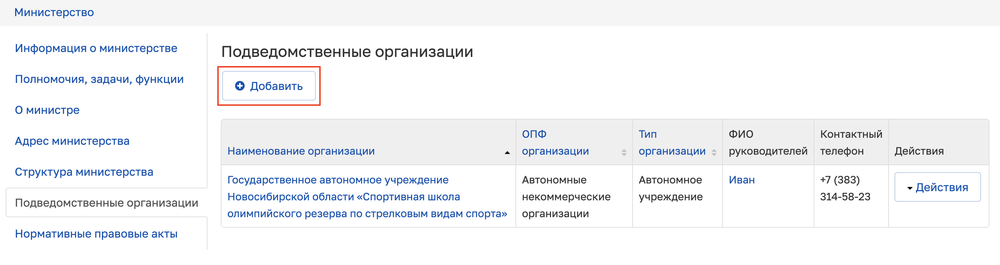 Министерство
Информация о министерстве
Полномочия, задачи, функции
О министре
Адрес министерства
Структура министерства
Подведомственные организации
Нормативные правовые акты
Подведомственные организации
Добавить
Наименование организации
ОПФ
организации
Тип
организации
ФИО
руководителей
Контактный
телефон
Действия
Государственное автономное учреждение
Новосибирской области «Спортивная школа
олимпийского резерва по стрелковым видам спорта»
Автономные
некоммерческие
организации
Автономное
учреждение
Иван
+7 (383)
314-58-23
Действия